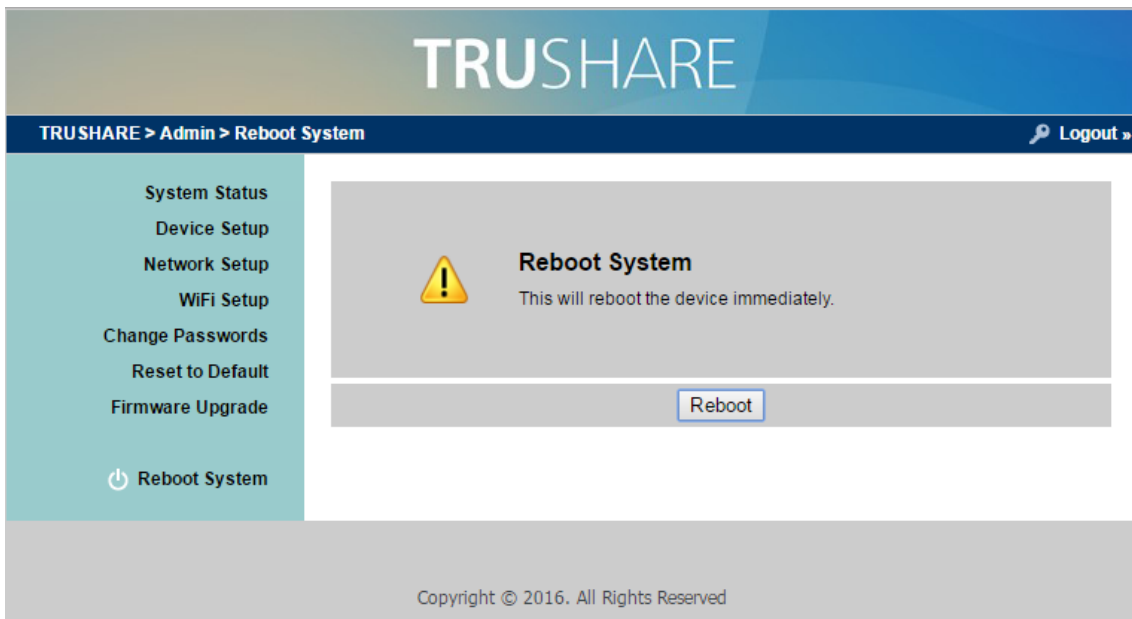 TRUSHARE
TRUSHARE > Admin > Reboot System
Logout »
System Status
Device Setup
Network Setup
WiFi Setup
Change Passwords
Reset to Default
Firmware Upgrade
Reboot System
Reboot System
This will reboot the device immediately.
Reboot
Copyright © 2016. All Rights Reserved